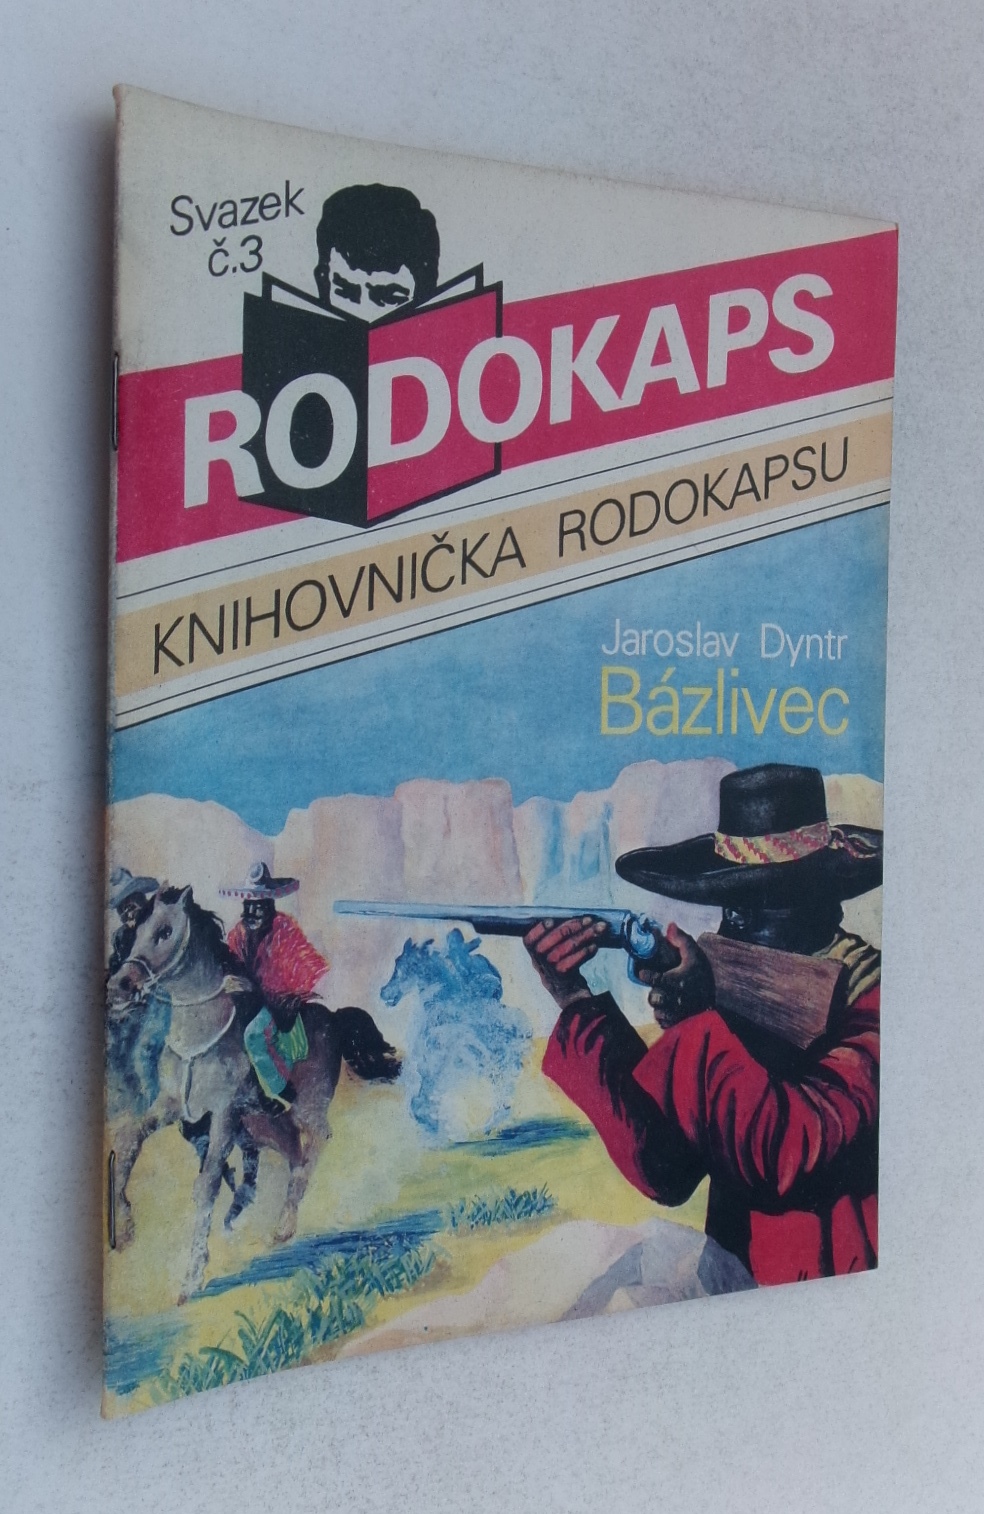 Svazek
č.3
RODOKAPS
KNIHOVNIČKA RODOKAPSU
Jaroslav Dyntr
Bázlivec